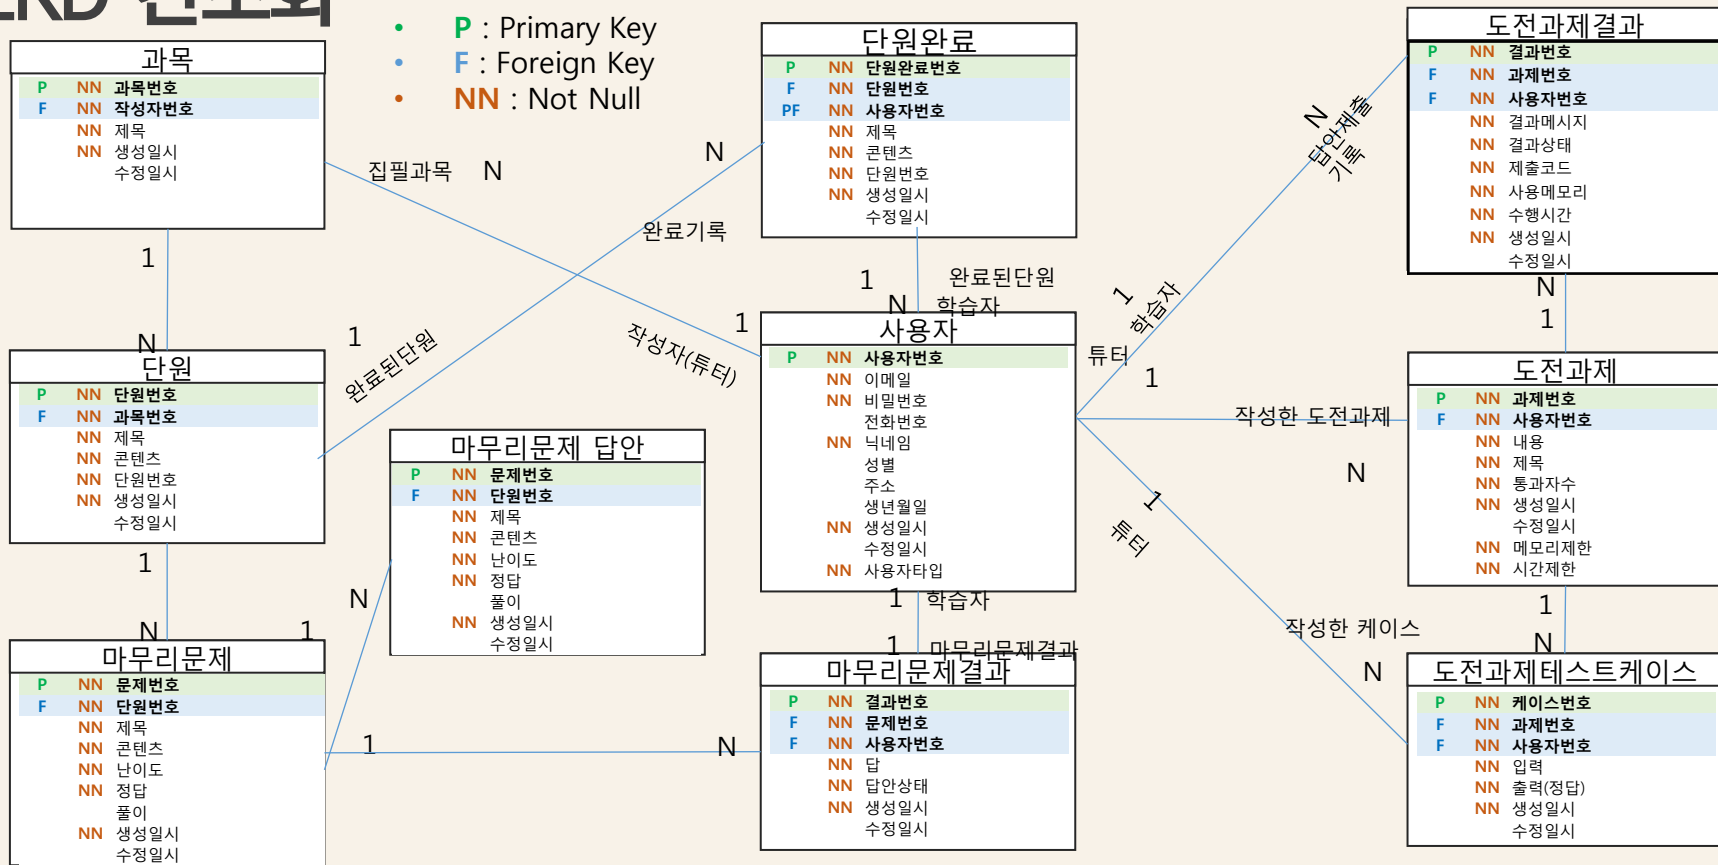 • P : Primary Key
• F : Foreign Key
• NN : Not Null
과목
P NN 과목번호
F NN 작성자번호
NN 제목
NN 생성일시
수정일시
1
N
단원
P NN 단원번호
F NN 과목번호
NN 제목
NN 콘텐츠
NN 단원번호
NN 생성일시
수정일시
1
N
마무리문제
P NN 문제번호
F NN 단원번호
NN 제목
NN 콘텐츠
NN 난이도
NN 정답
풀이
NN 생성일시
수정일시
집필과목 N
작성자(튜터)
1
완료된단원
1
완료기록
N
마무리문제 답안
P NN 문제번호
F NN 단원번호
NN 제목
NN 콘텐츠
NN 난이도
NN 정답
풀이
NN 생성일시
수정일시
N
1
1
N
단원완료
P NN 단원완료번호
F NN 단원번호
PF NN 사용자번호
NN 제목
NN 콘텐츠
NN 단원번호
NN 생성일시
수정일시
1 완료된단원
N 학습자
사용자
P NN 사용자번호
NN 이메일
NN 비밀번호
전화번호
NN 닉네임
성별
주소
생년월일
NN 생성일시
수정일시
NN 사용자타입
1 학습자
1 마무리문제결과
마무리문제결과
P NN 결과번호
F NN 문제번호
F NN 사용자번호
NN 답
NN 답안상태
NN 생성일시
수정일시
1
학습자
N
답안제출
기록
튜터
1
작성한 도전과제
N
1
튜터
작성한 케이스
N
도전과제결과
P NN 결과번호
F NN 과제번호
F NN 사용자번호
NN 결과메시지
NN 결과상태
NN 제출코드
NN 사용메모리
NN 수행시간
NN 생성일시
수정일시
N
1
도전과제
P NN 과제번호
F NN 사용자번호
NN 내용
NN 제목
NN 통과자수
NN 생성일시
수정일시
NN 메모리제한
NN 시간제한
1
N
도전과제테스트케이스
P NN 케이스번호
F NN 과제번호
F NN 사용자번호
NN 입력
NN 출력(정답)
NN 생성일시
수정일시